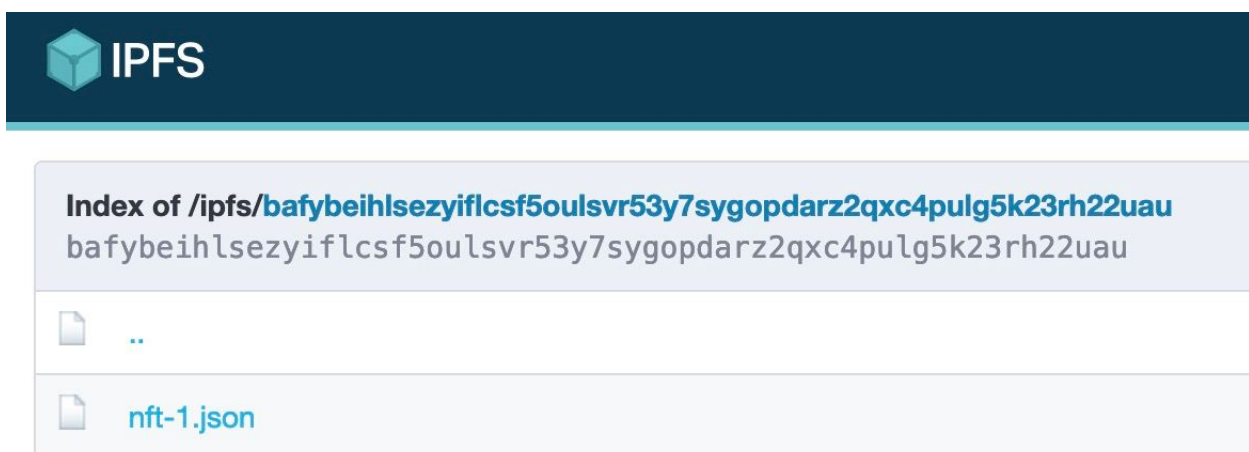 IPFS
Index of /ipfs/bafybeihlsezyiflcsf5oulsvr53y7sygopdarz2qxc4pulg5k23rh22uau
bafybeihlsezyiflcsf5oulsvr53y7sygopdarz2qxc4pulg5k23rh22uau
..
nft-1.json